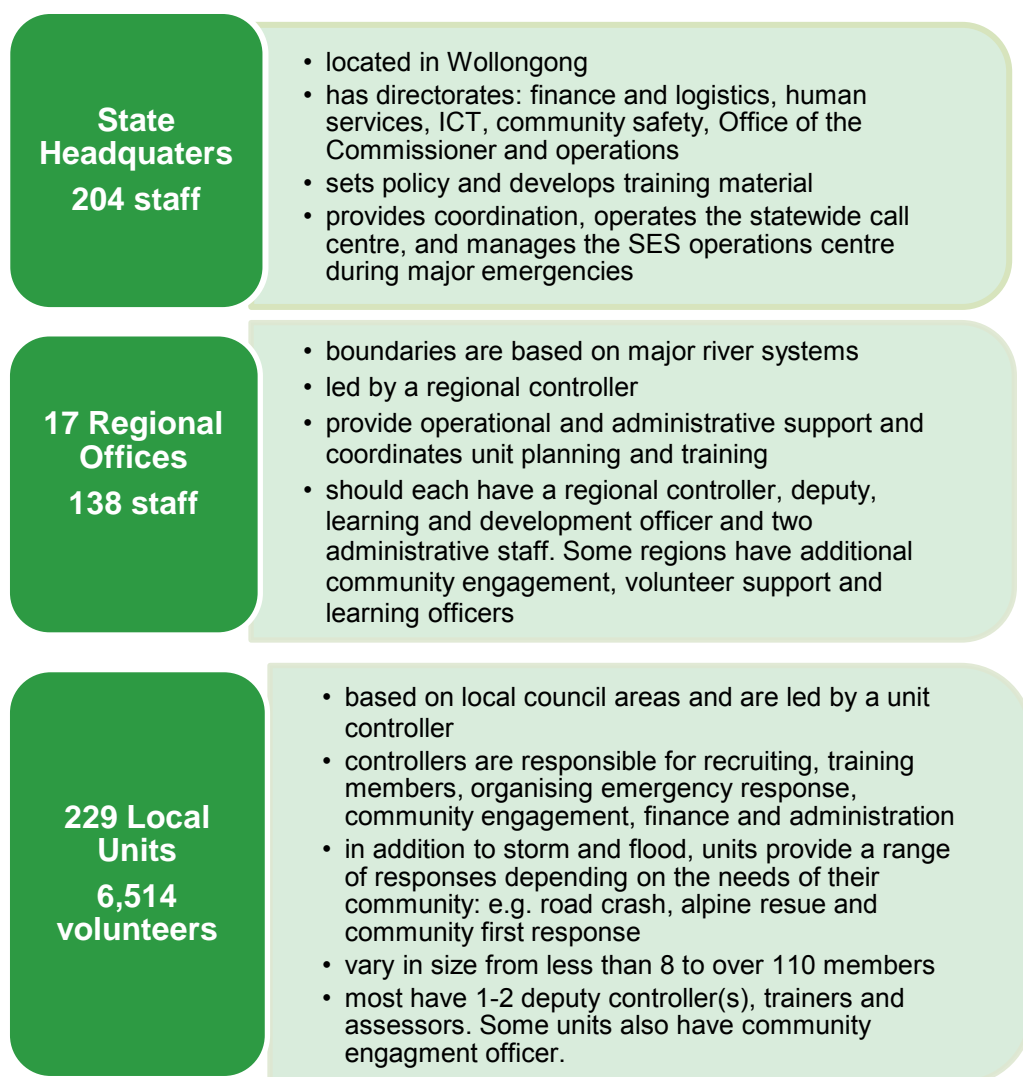 State
Headquaters
204 staff
• located in Wollongong
• has directorates: finance and logistics, human
services, ICT, community safety, Office of the
Commissioner and operations
• sets policy and develops training material
• provides coordination, operates the statewide call
centre, and manages the SES operations centre
during major emergencies
17 Regional
Offices
138 staff
• boundaries are based on major river systems
• led by a regional controller
• provide operational and administrative support and
coordinates unit planning and training
• should each have a regional controller, deputy,
learning and development officer and two
administrative staff. Some regions have additional
community engagement, volunteer support and
learning officers
229 Local
Units
6,514
volunteers
• based on local council areas and are led by a unit
controller
• controllers are responsible for recruiting, training
members, organising emergency response,
community engagement, finance and administration
• in addition to storm and flood, units provide a range
of responses depending on the needs of their
community: e.g. road crash, alpine resue and
community first response
• vary in size from less than 8 to over 110 members
• most have 1-2 deputy controller(s), trainers and
assessors. Some units also have community
engagment officer.